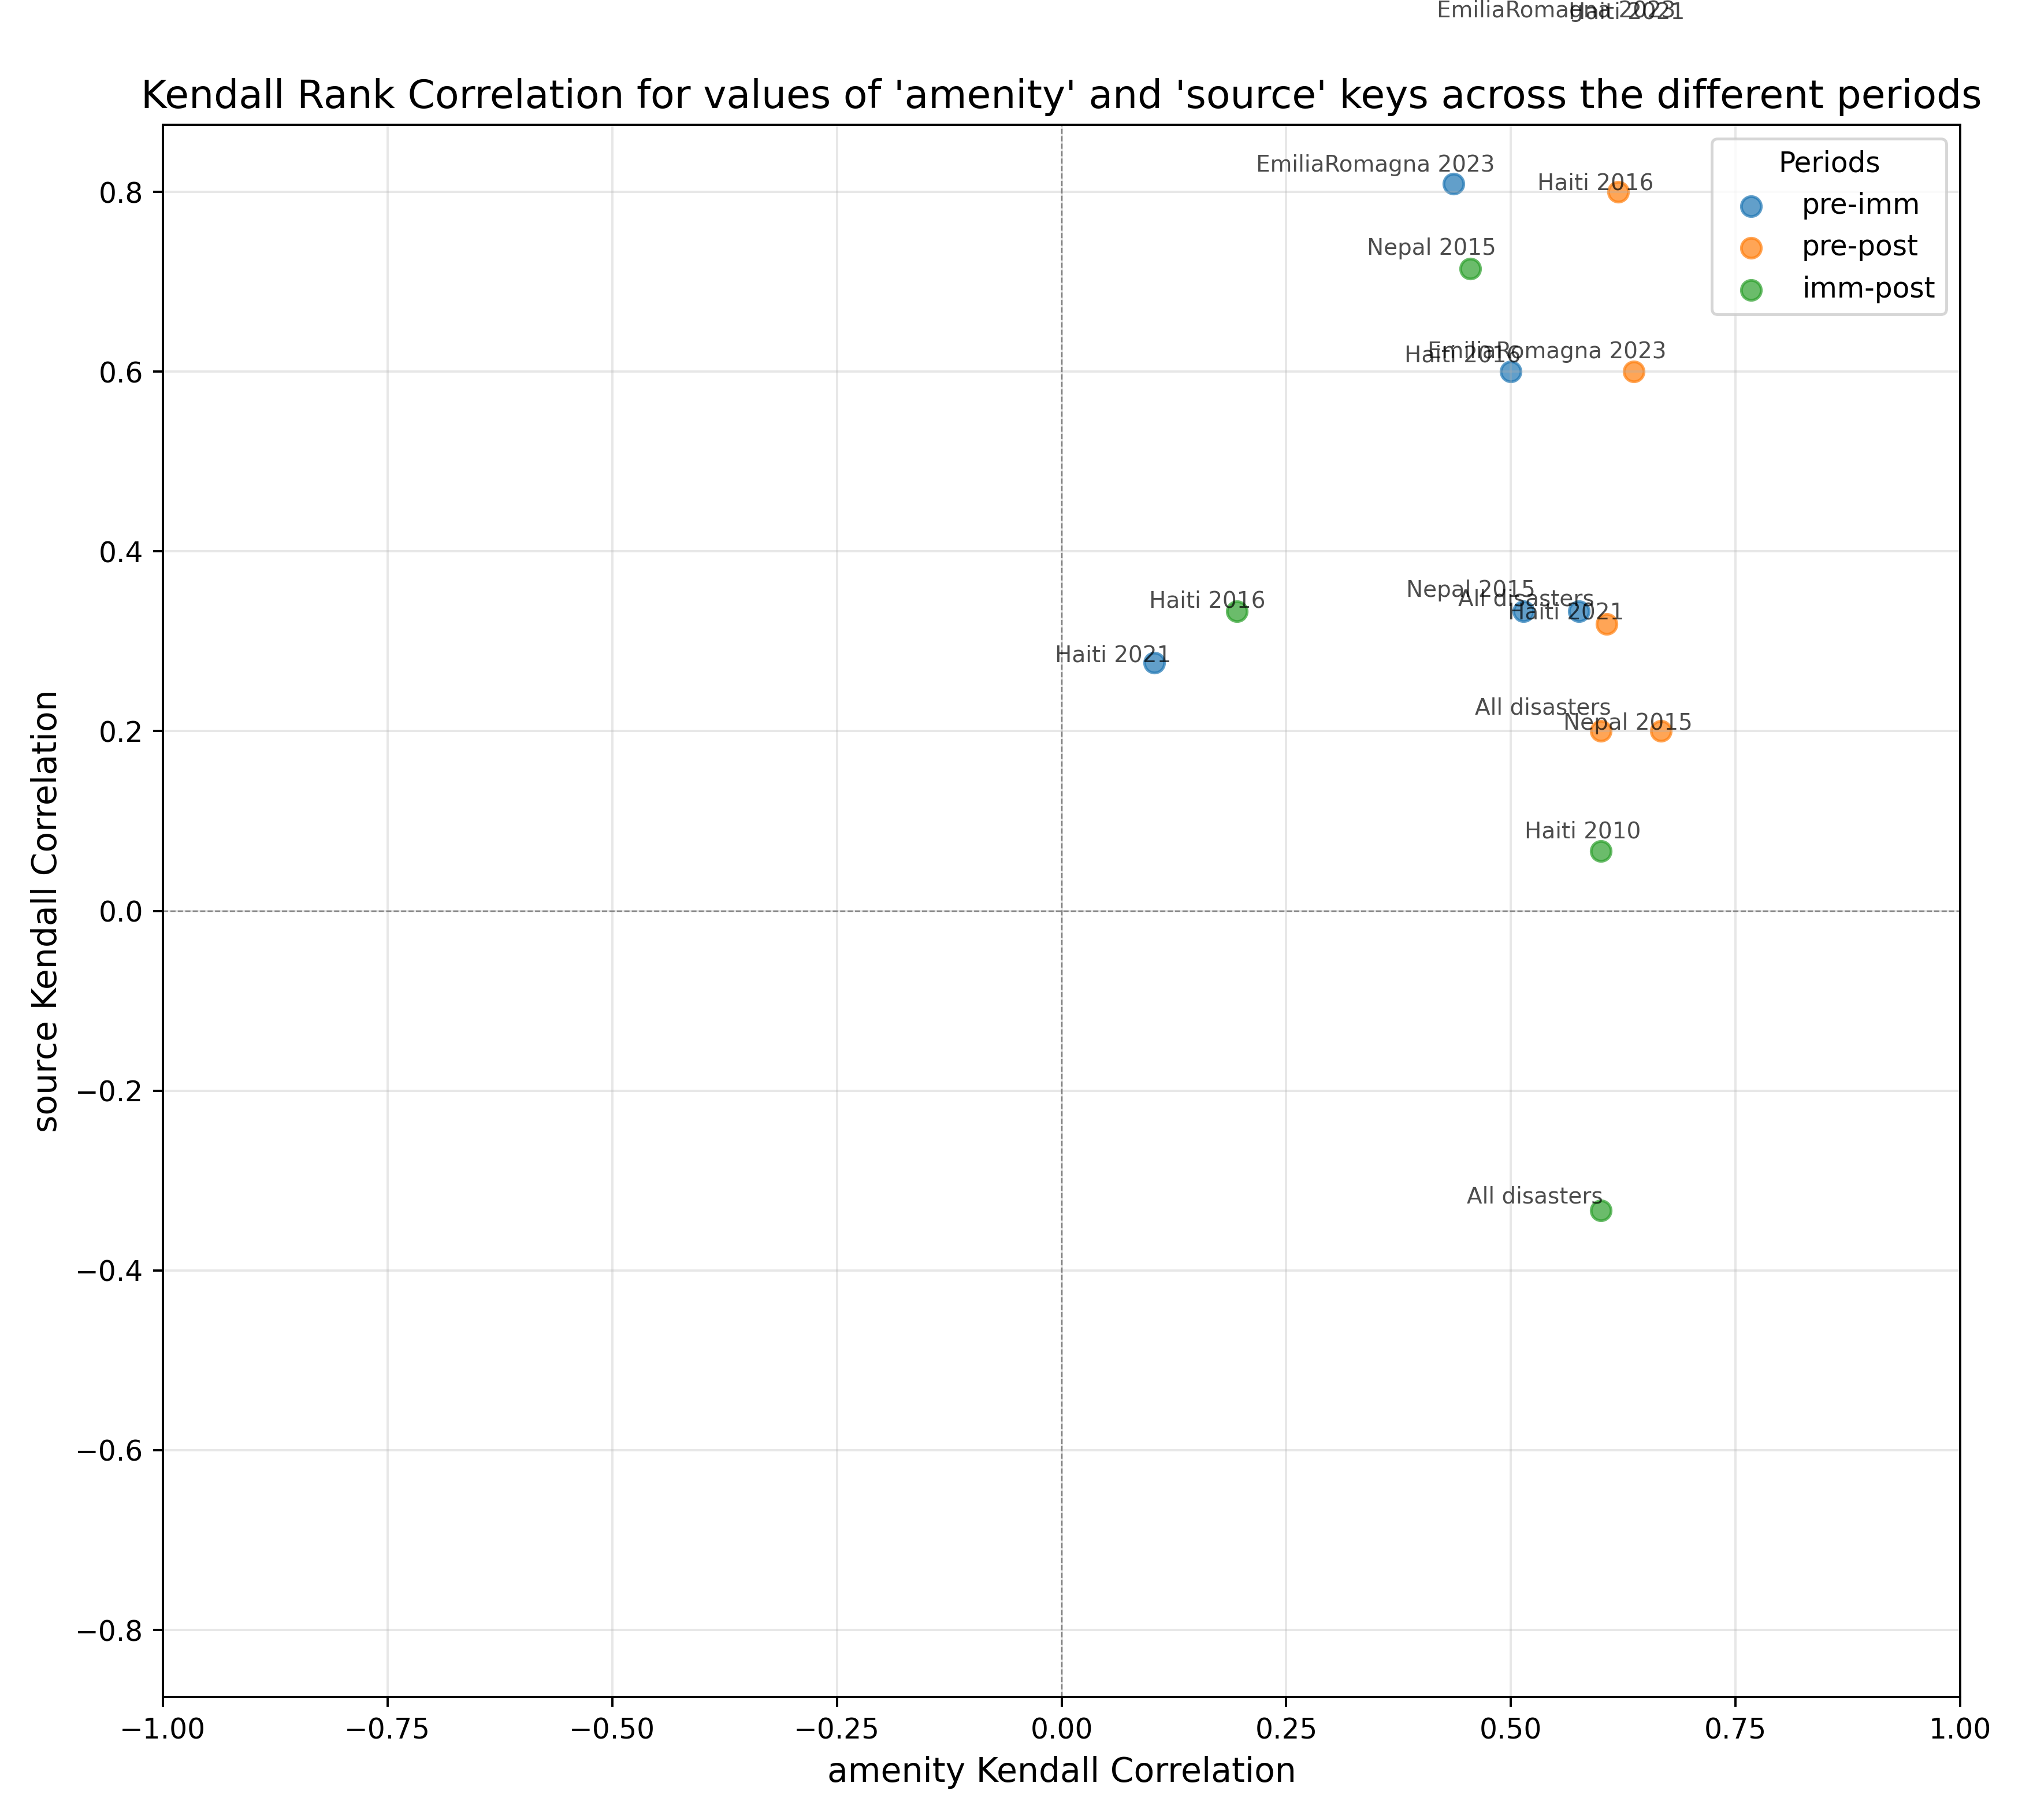 EmiliaRomagna 2023
Haiti 2021
Kendall Rank Correlation for values of 'amenity' and 'source' keys across the different periods
EmiliaRomagna 2023
Haiti 2016
Periods
pre-imm
pre-post
imm-post
Nepal 2015
Haiti 2016
EmiliaRomagna 2023
Nepal 2015
All disasters
Haiti 2021
Haiti 2016
Haiti 2021
All disasters
Nepal 2015
Haiti 2010
All disasters
source Kendall Correlation
0.8
0.6
0.4
0.2
0.0
−0.2
−0.4
−0.6
−0.8
−1.00
−0.75
−0.50
−0.25
0.00
0.25
0.50
0.75
1.00
amenity Kendall Correlation